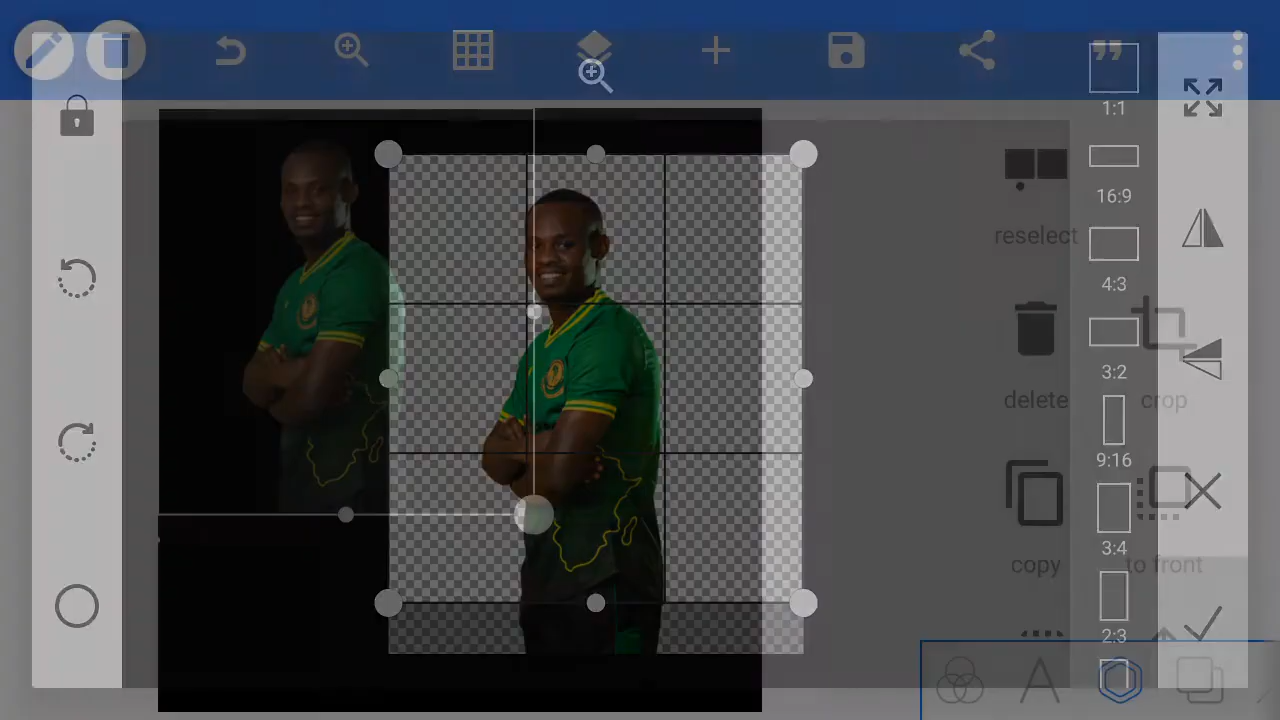 1:1
16:9
reselect
4:3
3:2
delete
crop
9:16
3:4
copy
to front
2:3
A